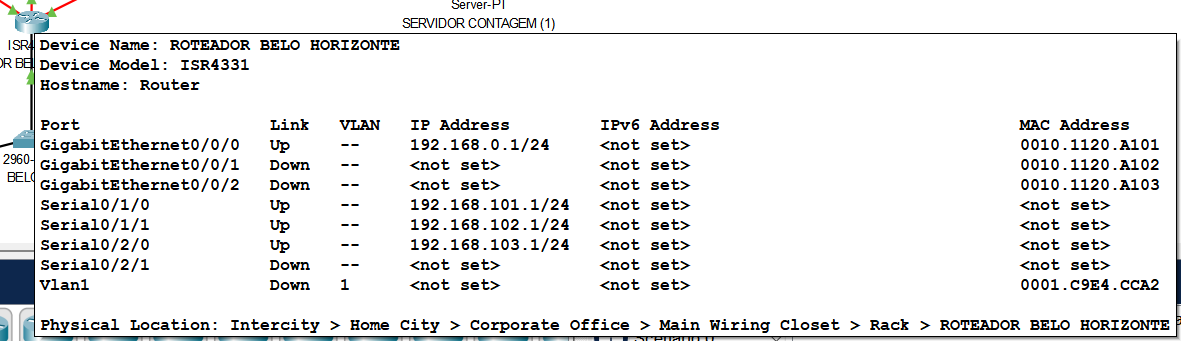 Server-PT
SERVIDOR CONTAGEM (1)
Device Name: ROTEADOR BELO HORIZONTE
Device Model: ISR4331
Hostname: Router
Port Link VLAN IP Address IPv6 Address MAC Address
GigabitEthernet0/0/0 Up -- 192.168.0.1/24 <not set> 0010.1120.A101
GigabitEthernet0/0/1 Down -- <not set> <not set> 0010.1120.A102
GigabitEthernet0/0/2 Down -- <not set> <not set> 0010.1120.A103
Serial0/1/0 Up -- 192.168.101.1/24 <not set> <not set>
Serial0/1/1 Up -- 192.168.102.1/24 <not set> <not set>
Serial0/2/0 Up -- 192.168.103.1/24 <not set> <not set>
Serial0/2/1 Down -- <not set> <not set> <not set>
Vlan1 Down 1 <not set> <not set> 0001.C9E4.CCA2
Physical Location: Intercity > Home City > Corporate Office > Main Wiring Closet > Rack > ROTEADOR BELO HORIZONTE